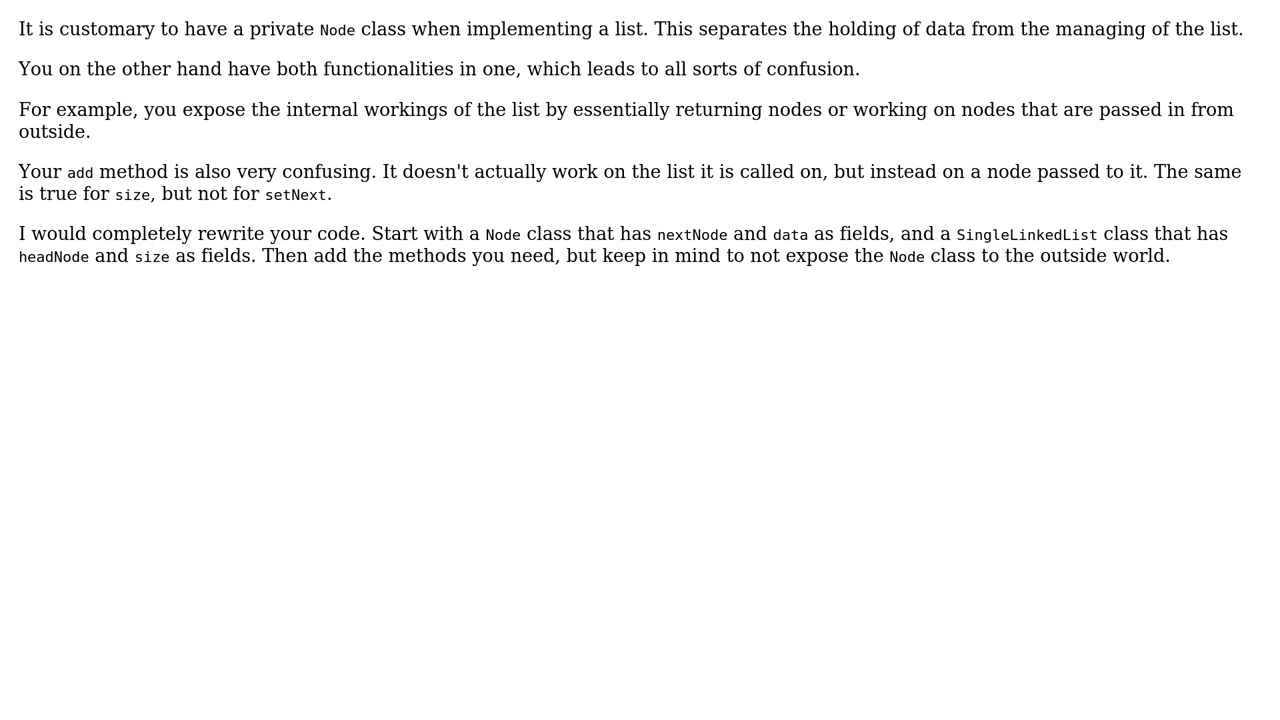 It is customary to have a private Node class when implementing a list. This separates the holding of data from the managing of the list.
You on the other hand have both functionalities in one, which leads to all sorts of confusion.
For example, you expose the internal workings of the list by essentially returning nodes or working on nodes that are passed in from
outside.
Your add method is also very confusing. It doesn't actually work on the list it is called on, but instead on a node passed to it. The same
is true for size, but not for setNext.
I would completely rewrite your code. Start with a Node class that has nextNode and data as fields, and a SingleLinkedList class that has
headNode and size as fields. Then add the methods you need, but keep in mind to not expose the Node class to the outside world.